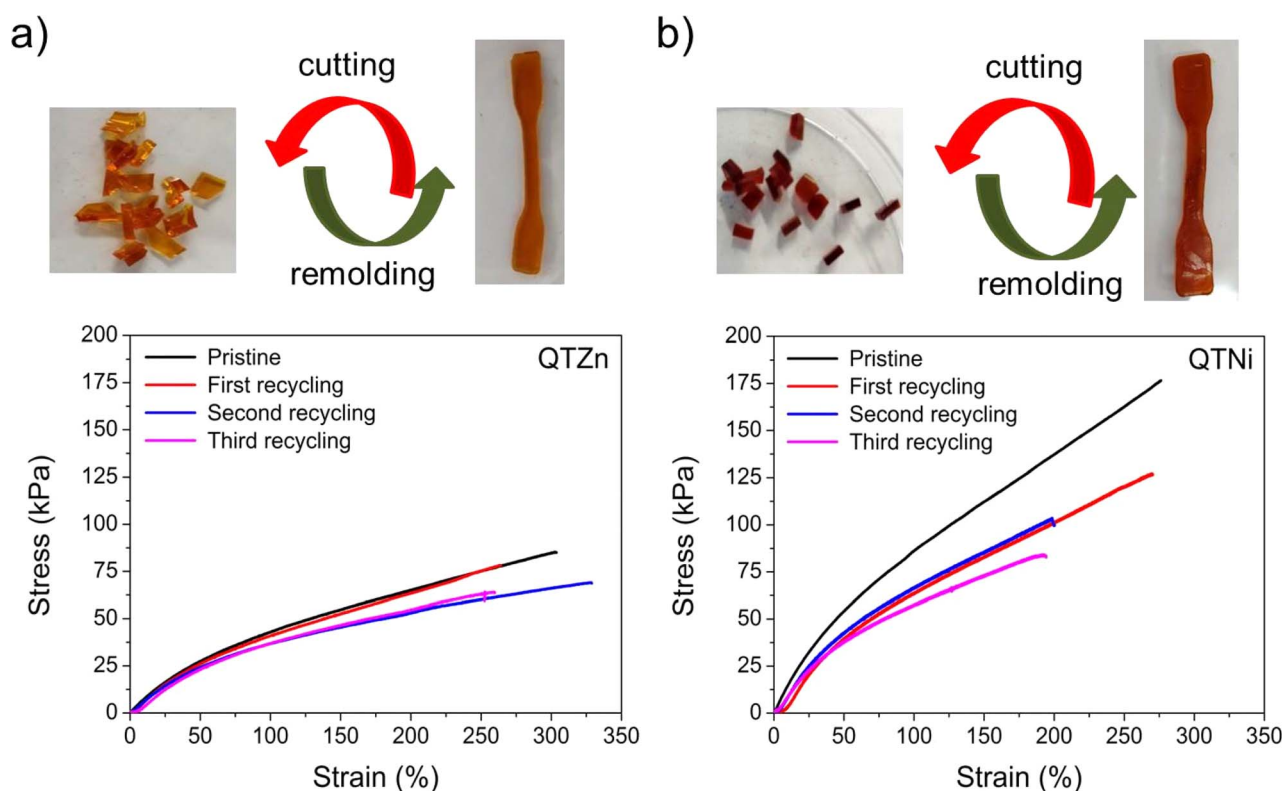 a)
cutting
remolding
b)
cutting
remolding
200
175
150
125
100
75
50
25
0
Stress (kPa)
Pristine
First recycling
Second recycling
Third recycling
QTZn
0 50 100 150 200 250 300 350
Strain (%)
200
175
150
125
100
75
50
25
0
Stress (kPa)
Pristine
First recycling
Second recycling
Third recycling
QTNi
0 50 100 150 200 250 300 350
Strain (%)